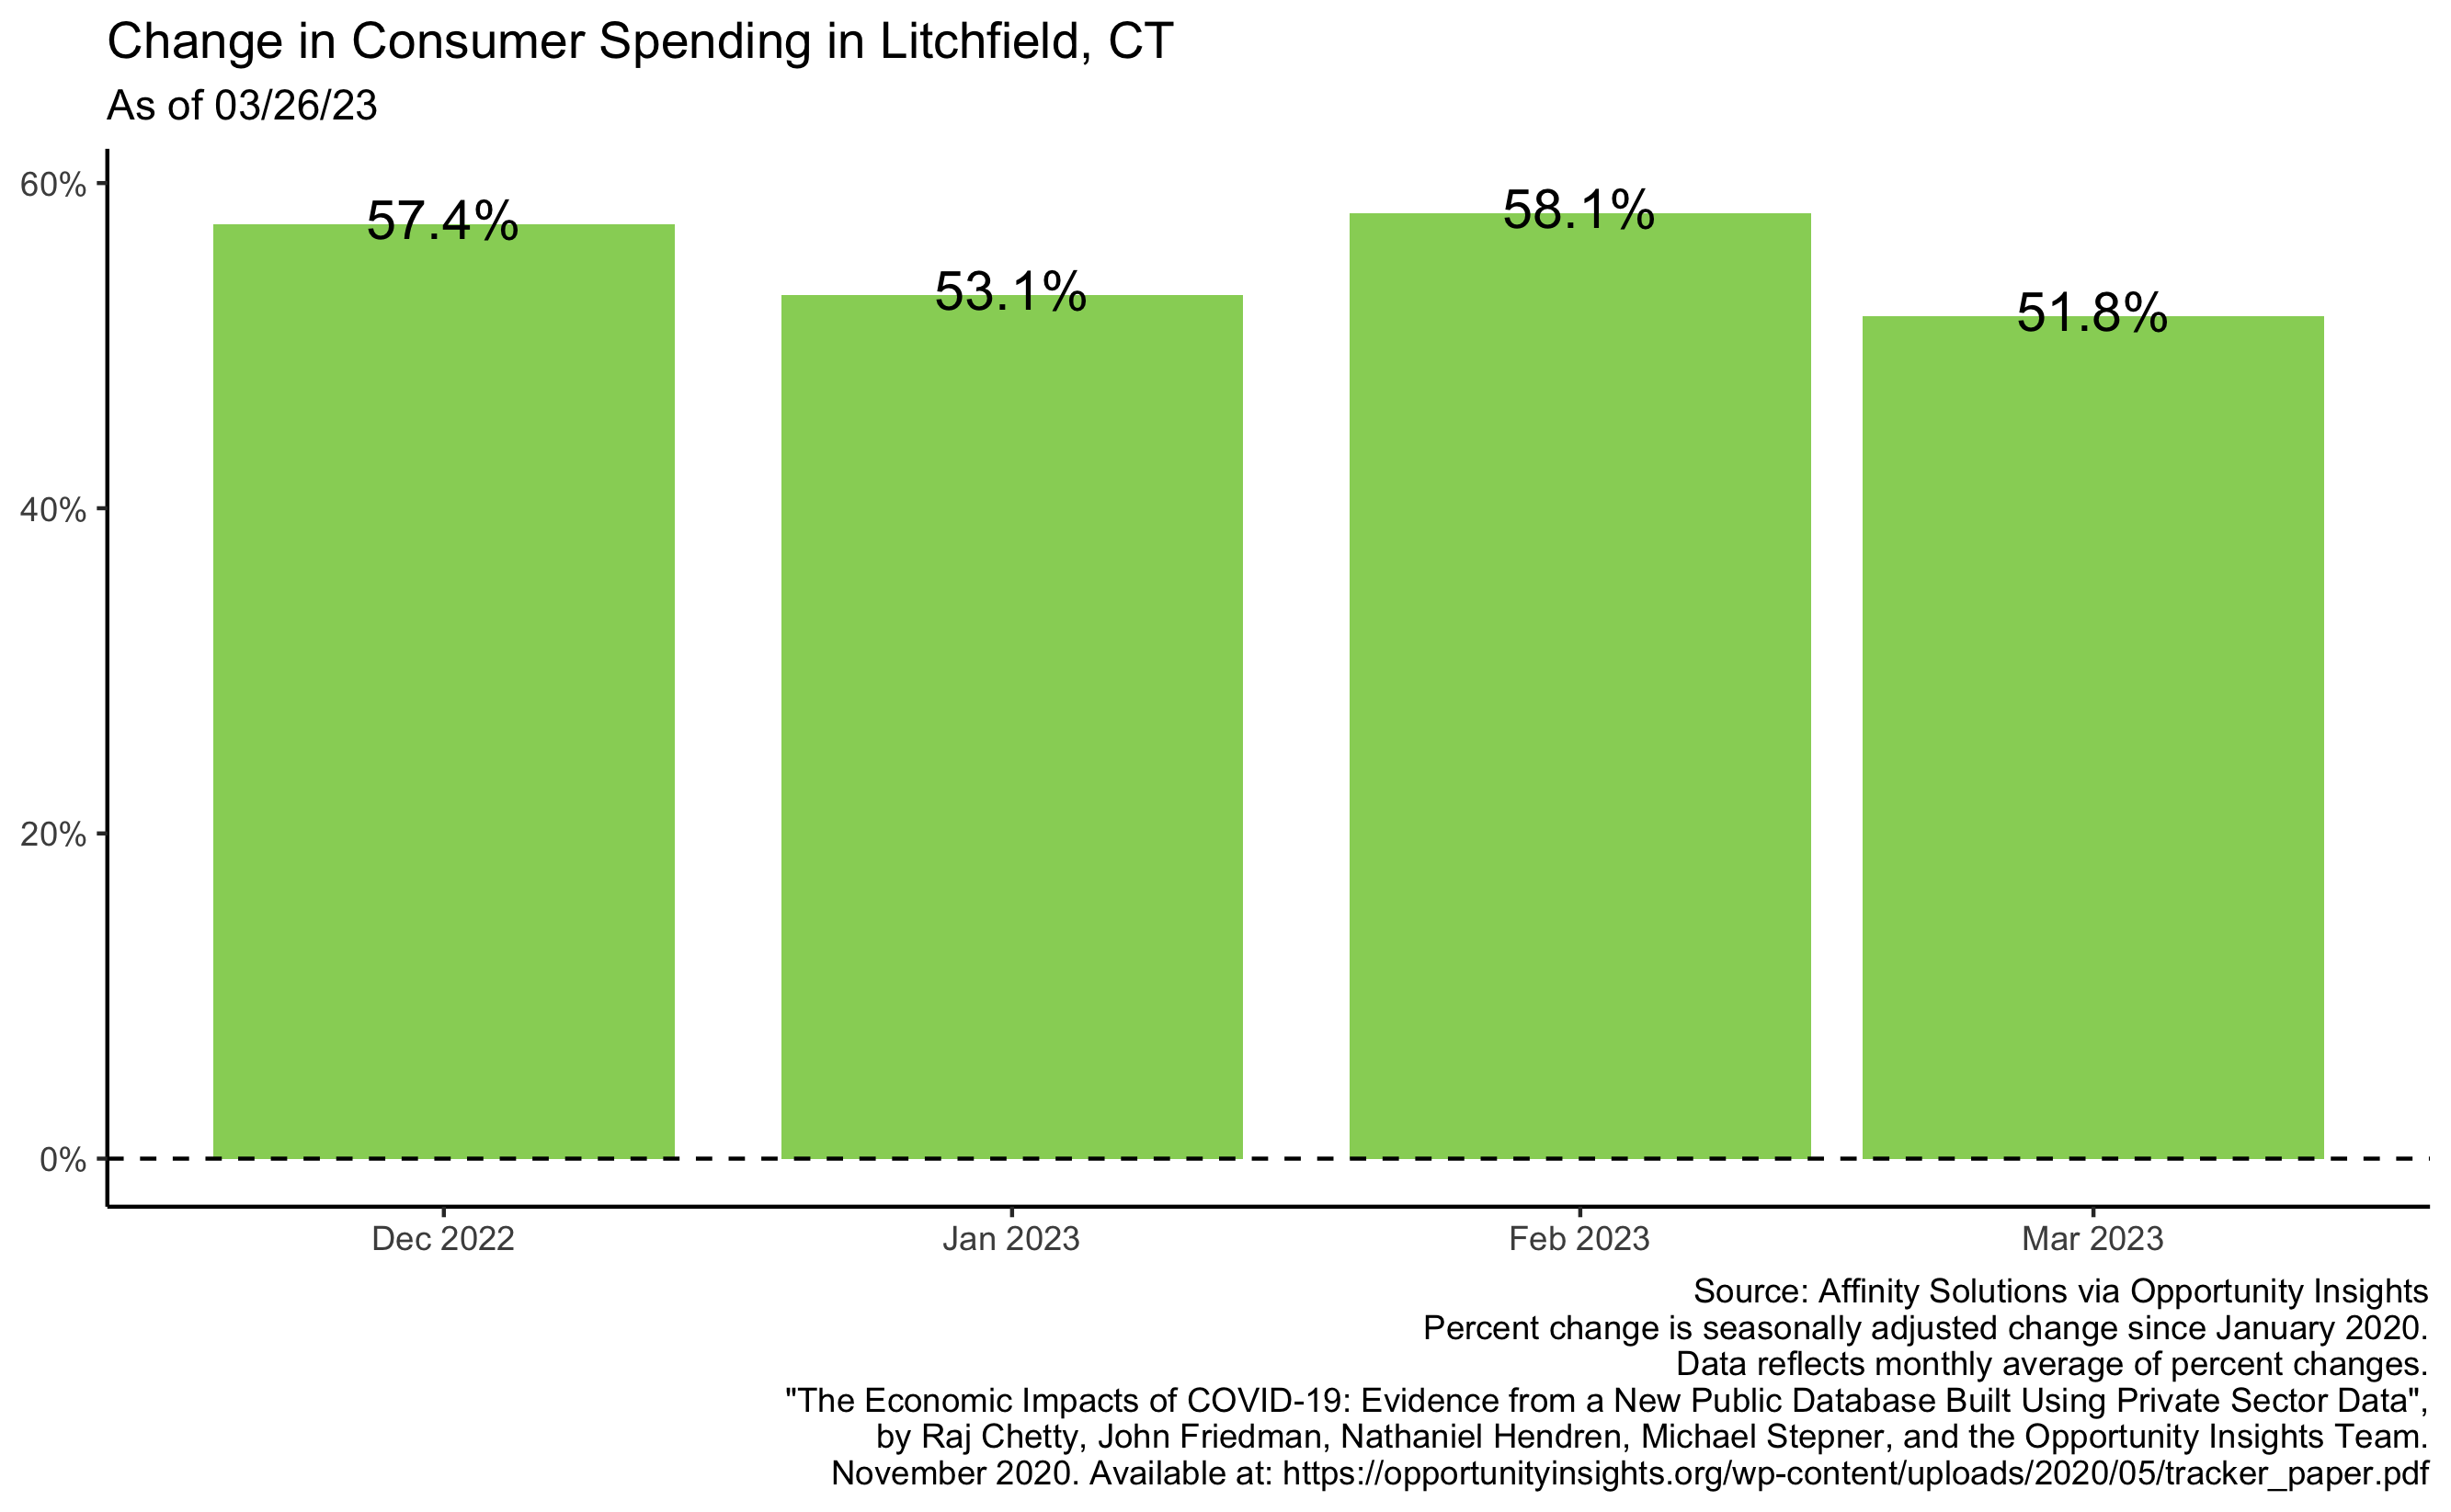 Change in Consumer Spending in Litchfield, CT
As of 03/26/23
60%
40%
20%
0%
57.4%
53.1%
58.1%
51.8%
Dec 2022
Jan 2023
Feb 2023
Mar 2023
Source: Affinity Solutions via Opportunity Insights
Percent change is seasonally adjusted change since January 2020.
Data reflects monthly average of percent changes.
"The Economic Impacts of COVID-19: Evidence from a New Public Database Built Using Private Sector Data",
by Raj Chetty, John Friedman, Nathaniel Hendren, Michael Stepner, and the Opportunity Insights Team.
November 2020. Available at: https://opportunityinsights.org/wp-content/uploads/2020/05/tracker_paper.pdf